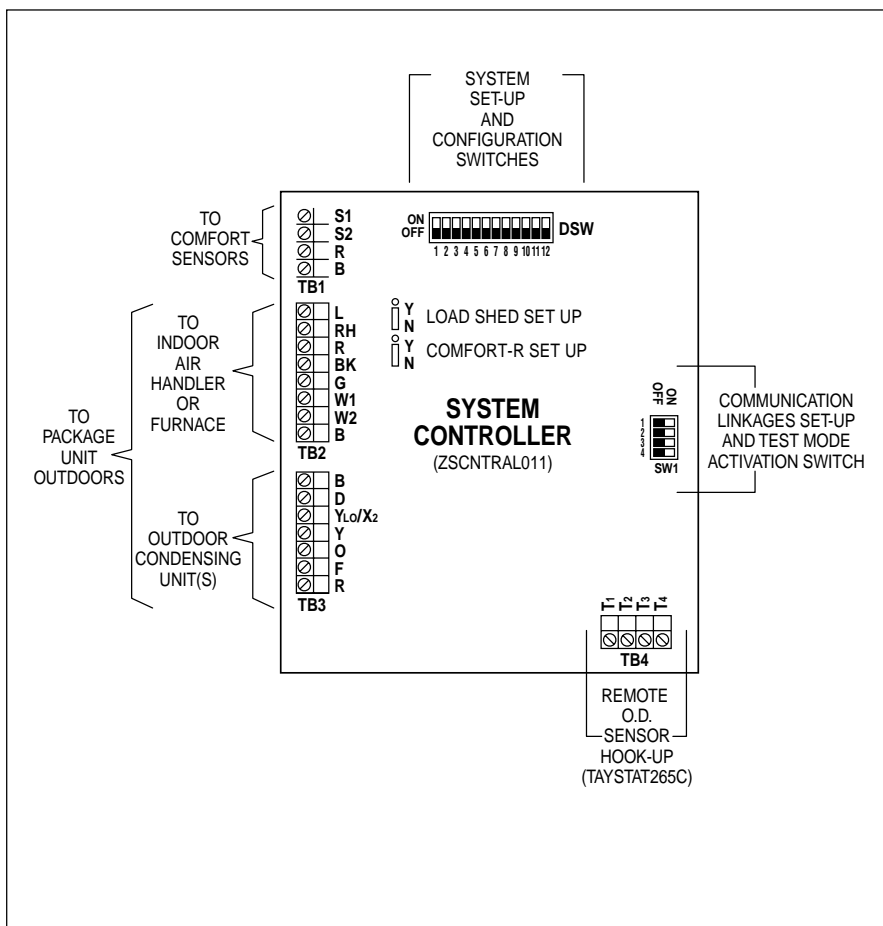 SYSTEM
SET-UP
AND
CONFIGURATION
SWITCHES
TO
COMFORT
SENSORS
S1
S2
R
B
TB1
ON
OFF
DSW
1 2 3 4 5 6 7 8 9 10 11 12
TO
INDOOR
AIR
HANDLER
OR
FURNACE
L
RH
R
BK
G
W1
W2
B
TB2
Y
N
LOAD SHED SET UP
Y
N
COMFORT-R SET UP
TO
PACKAGE
UNIT
OUTDOORS
SYSTEM
CONTROLLER
(ZSCNTRAL011)
OFF
ON
1
2
3
4
SW1
COMMUNICATION
LINKAGES SET-UP
AND TEST MODE
ACTIVATION SWITCH
TO
OUTDOOR
CONDENSING
UNIT(S)
B
D
YLO/X2
Y
O
F
R
TB3
T1 T2 T3 T4
TB4
REMOTE
O.D.
SENSOR
HOOK-UP
(TAYSTAT265C)